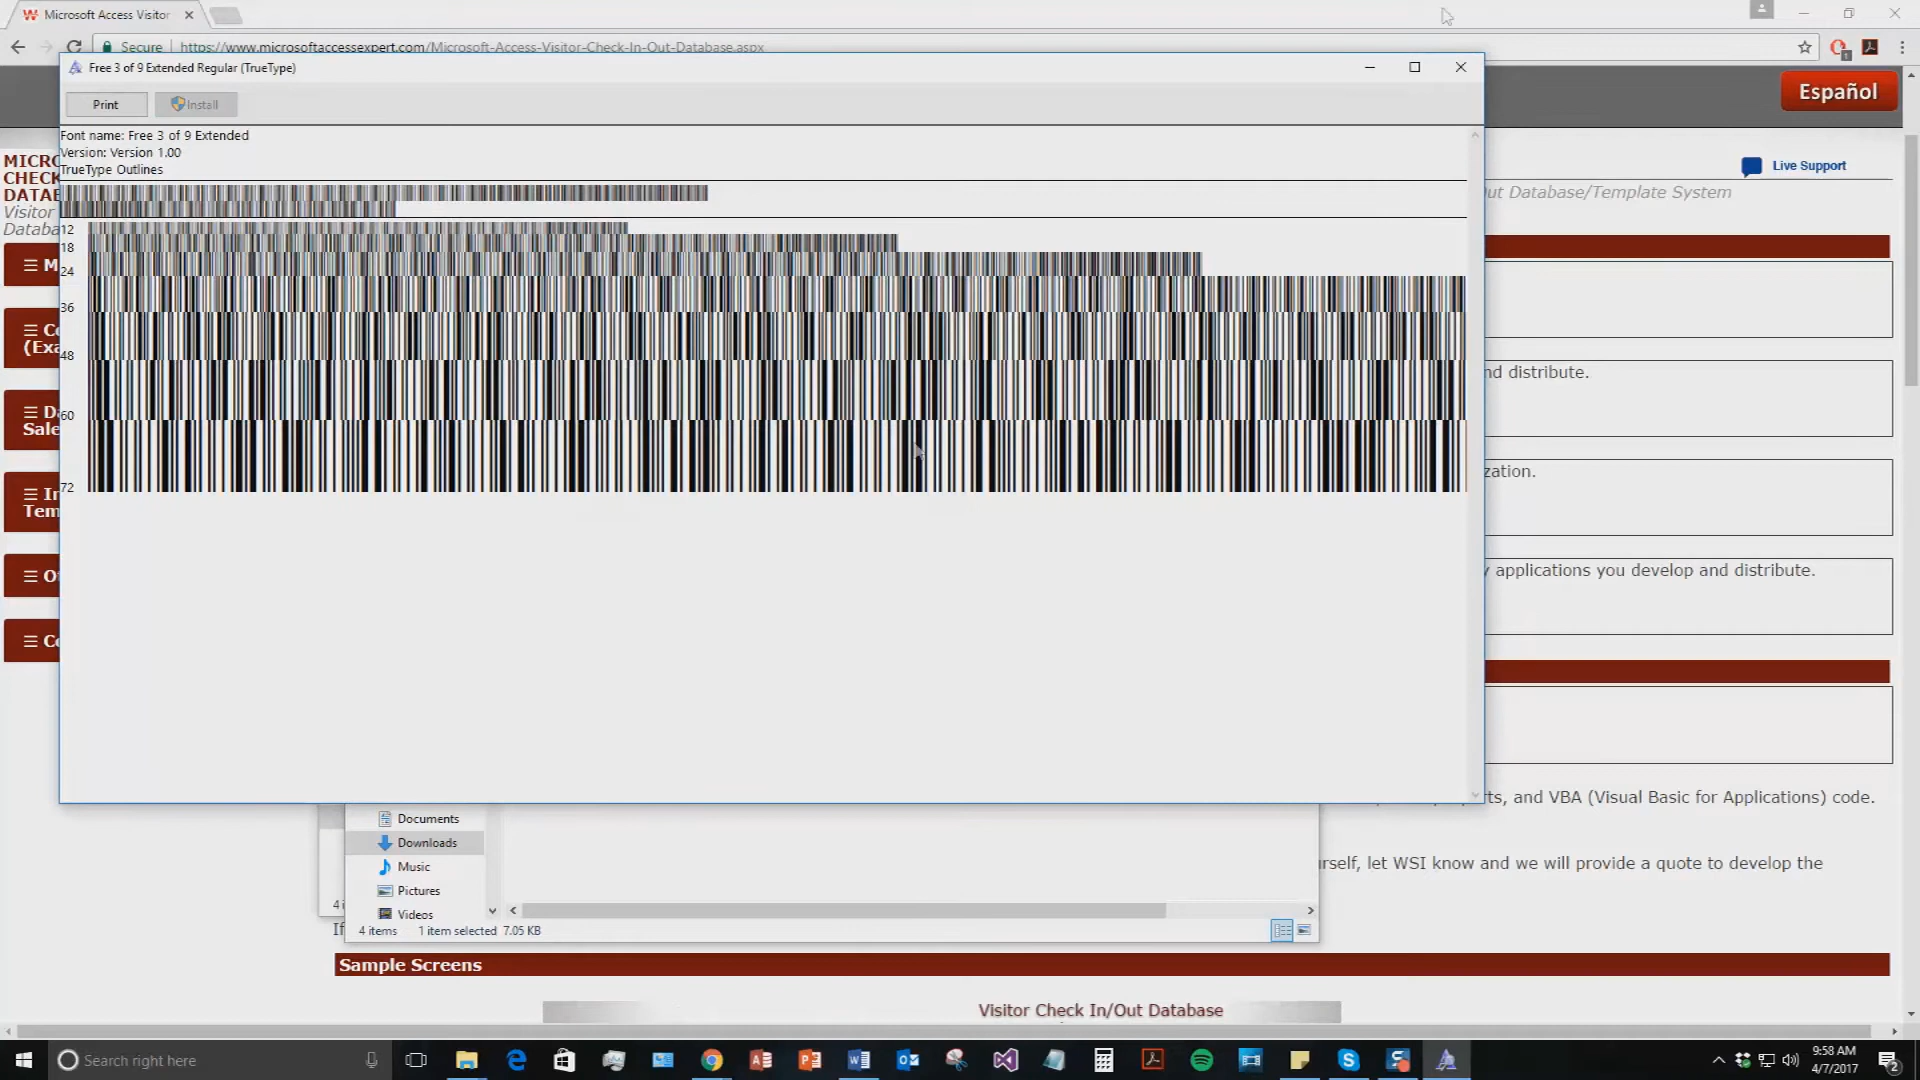 Microsoft Access Visitor
Secure
https://www.microsoftaccessexpert.com/Microsoft-Access-Visitor-Check-In-Out-Database.aspx
Free 3 of 9 Extended Regular (TrueType)
Print
Install
Español
Font name: Free 3 of 9 Extended
Version: Version 1.00
TrueType Outlines
Live Support
Visitor
ut Database/Template System
12
18
24
36
48
60
72
Sale
nd distribute.
zation.
applications you develop and distribute.
rts, and VBA (Visual Basic for Applications) code.
rself, let WSI know and we will provide a quote to develop the
Documents
Downloads
Music
Pictures
Videos
4 items
1 item selected 7.05 KB
If
Sample Screens
Visitor Check In/Out Database
Search right here
9:58 AM
4/7/2017
2